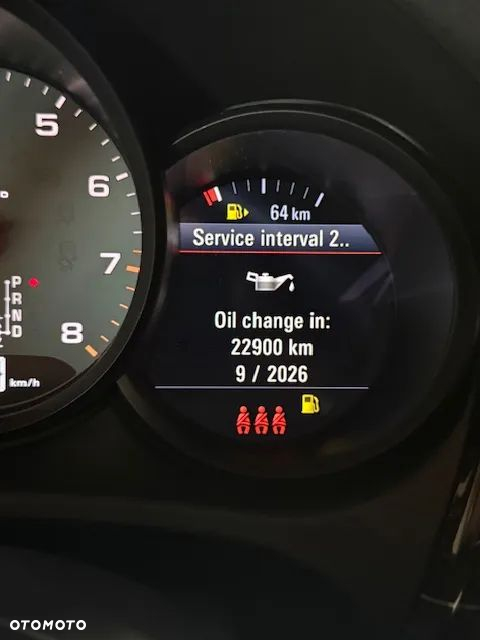 5
6
7
8
P
R
N
D
km/h
64 km
Service interval 2..
Oil change in:
22900 km
9 / 2026
OTOMOTO